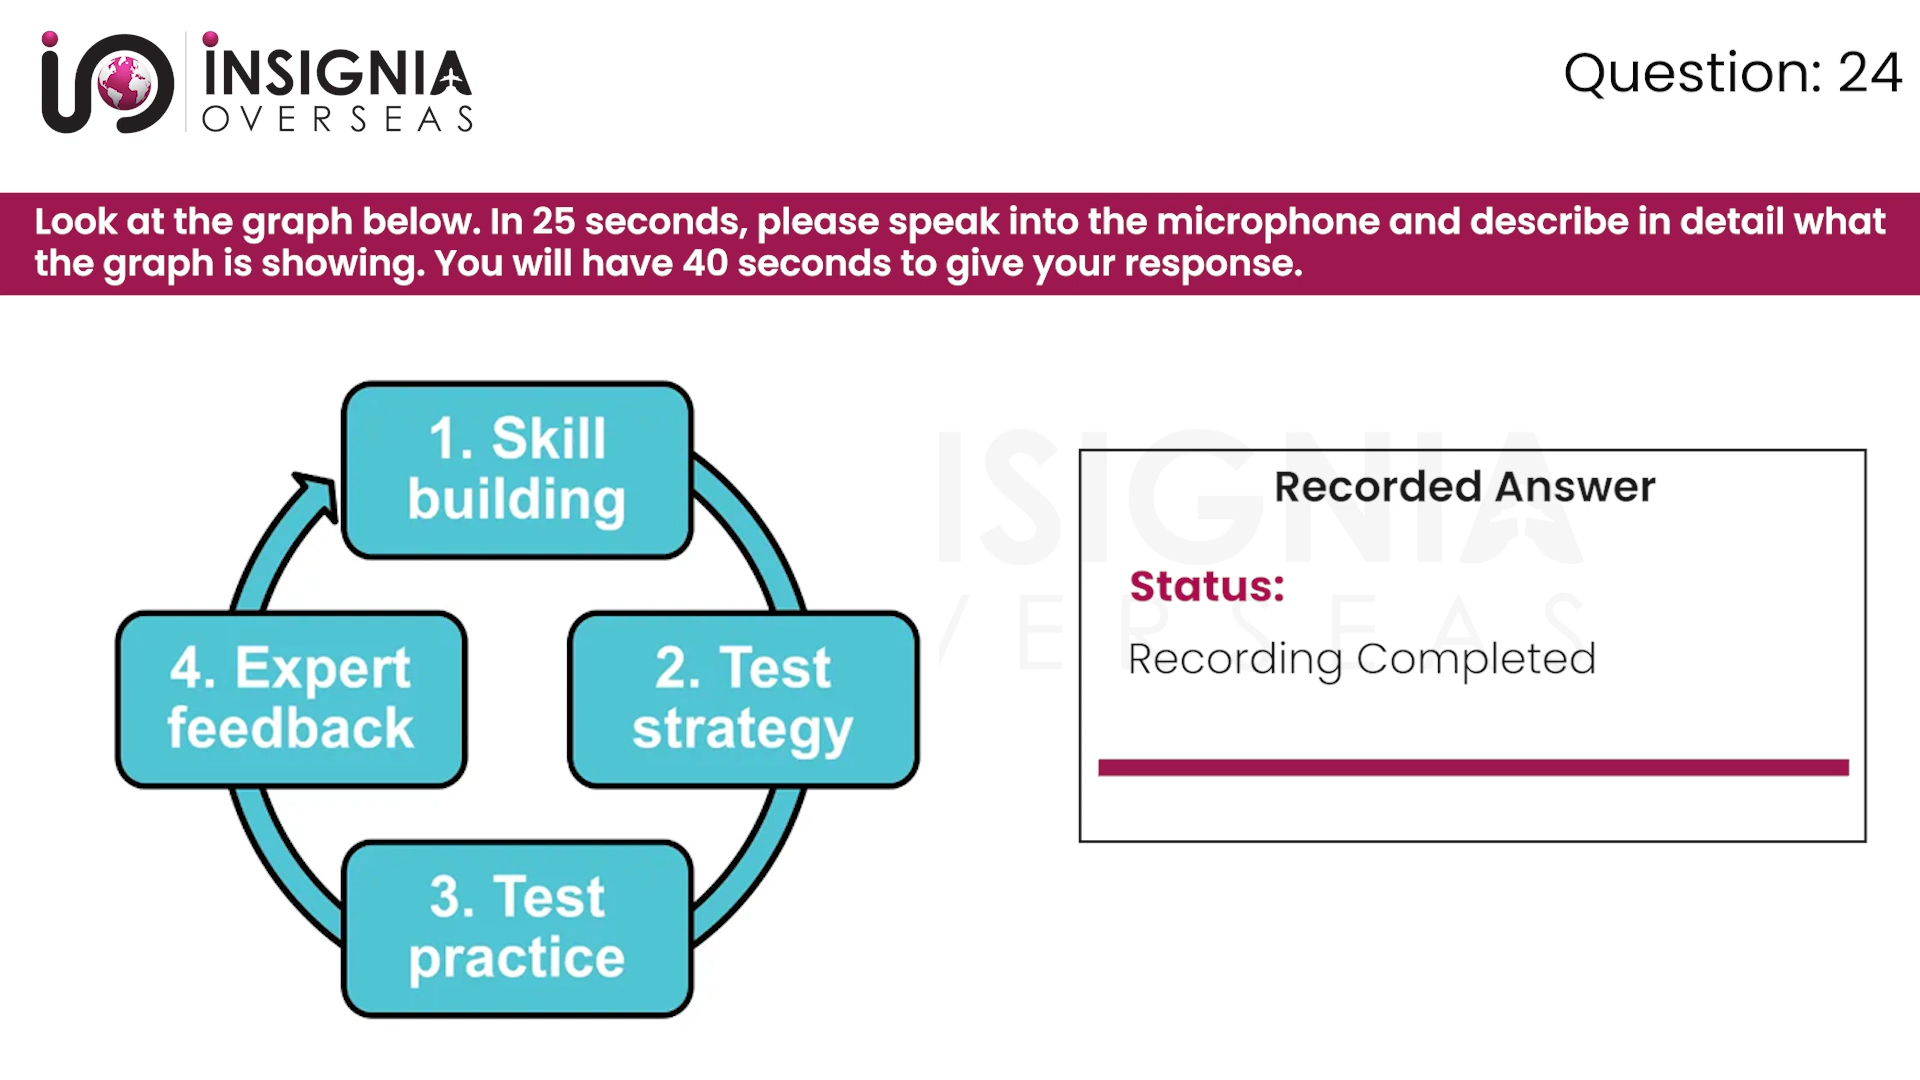 INSIGNIA
OVERSEAS
Question: 24
Look at the graph below. In 25 seconds, please speak into the microphone and describe in detail what
the graph is showing. You will have 40 seconds to give your response.
1. Skill
building
2. Test
strategy
3. Test
practice
4. Expert
feedback
Recorded Answer
Status:
Recording Completed